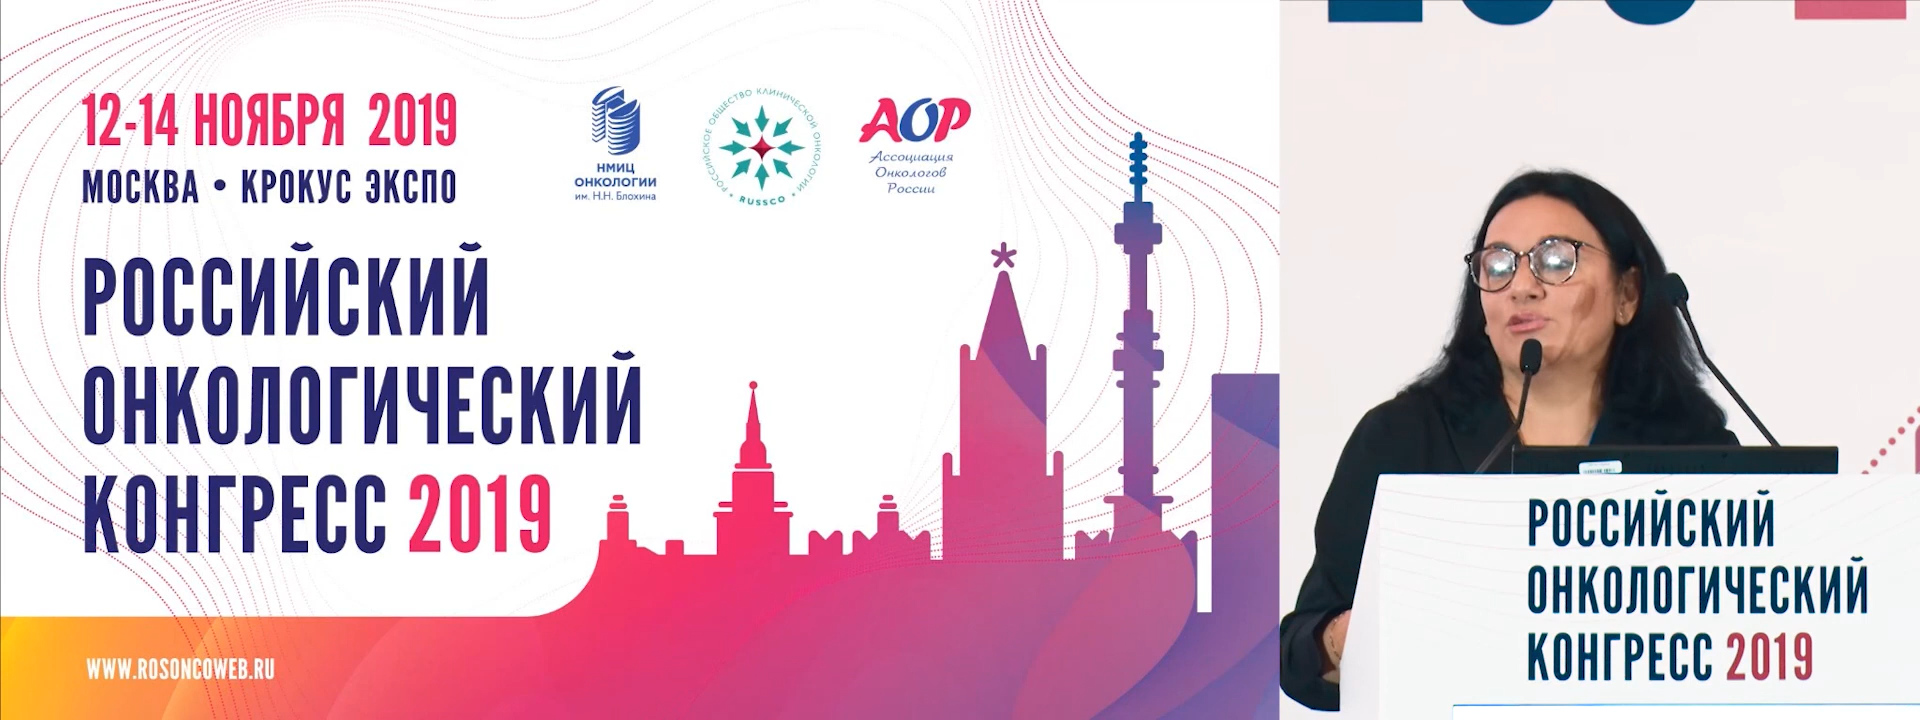 12-14 НОЯБРЯ 2019
МОСКВА • КРОКУС ЭКСПО
НМИЦ
ОНКОЛОГИИ
им. Н.Н. Блохина
РОССИЙСКОЕ ОБЩЕСТВО КЛИНИЧЕСКОЙ ОНКОЛОГИИ
RUSSCO
АОР
Ассоциация
Онкологов
России
РОССИЙСКИЙ
ОНКОЛОГИЧЕСКИЙ
КОНГРЕСС 2019
WWW.ROSONCOWEB.RU
РОССИЙСКИЙ
ОНКОЛОГИЧЕСКИЙ
КОНГРЕСС 2019